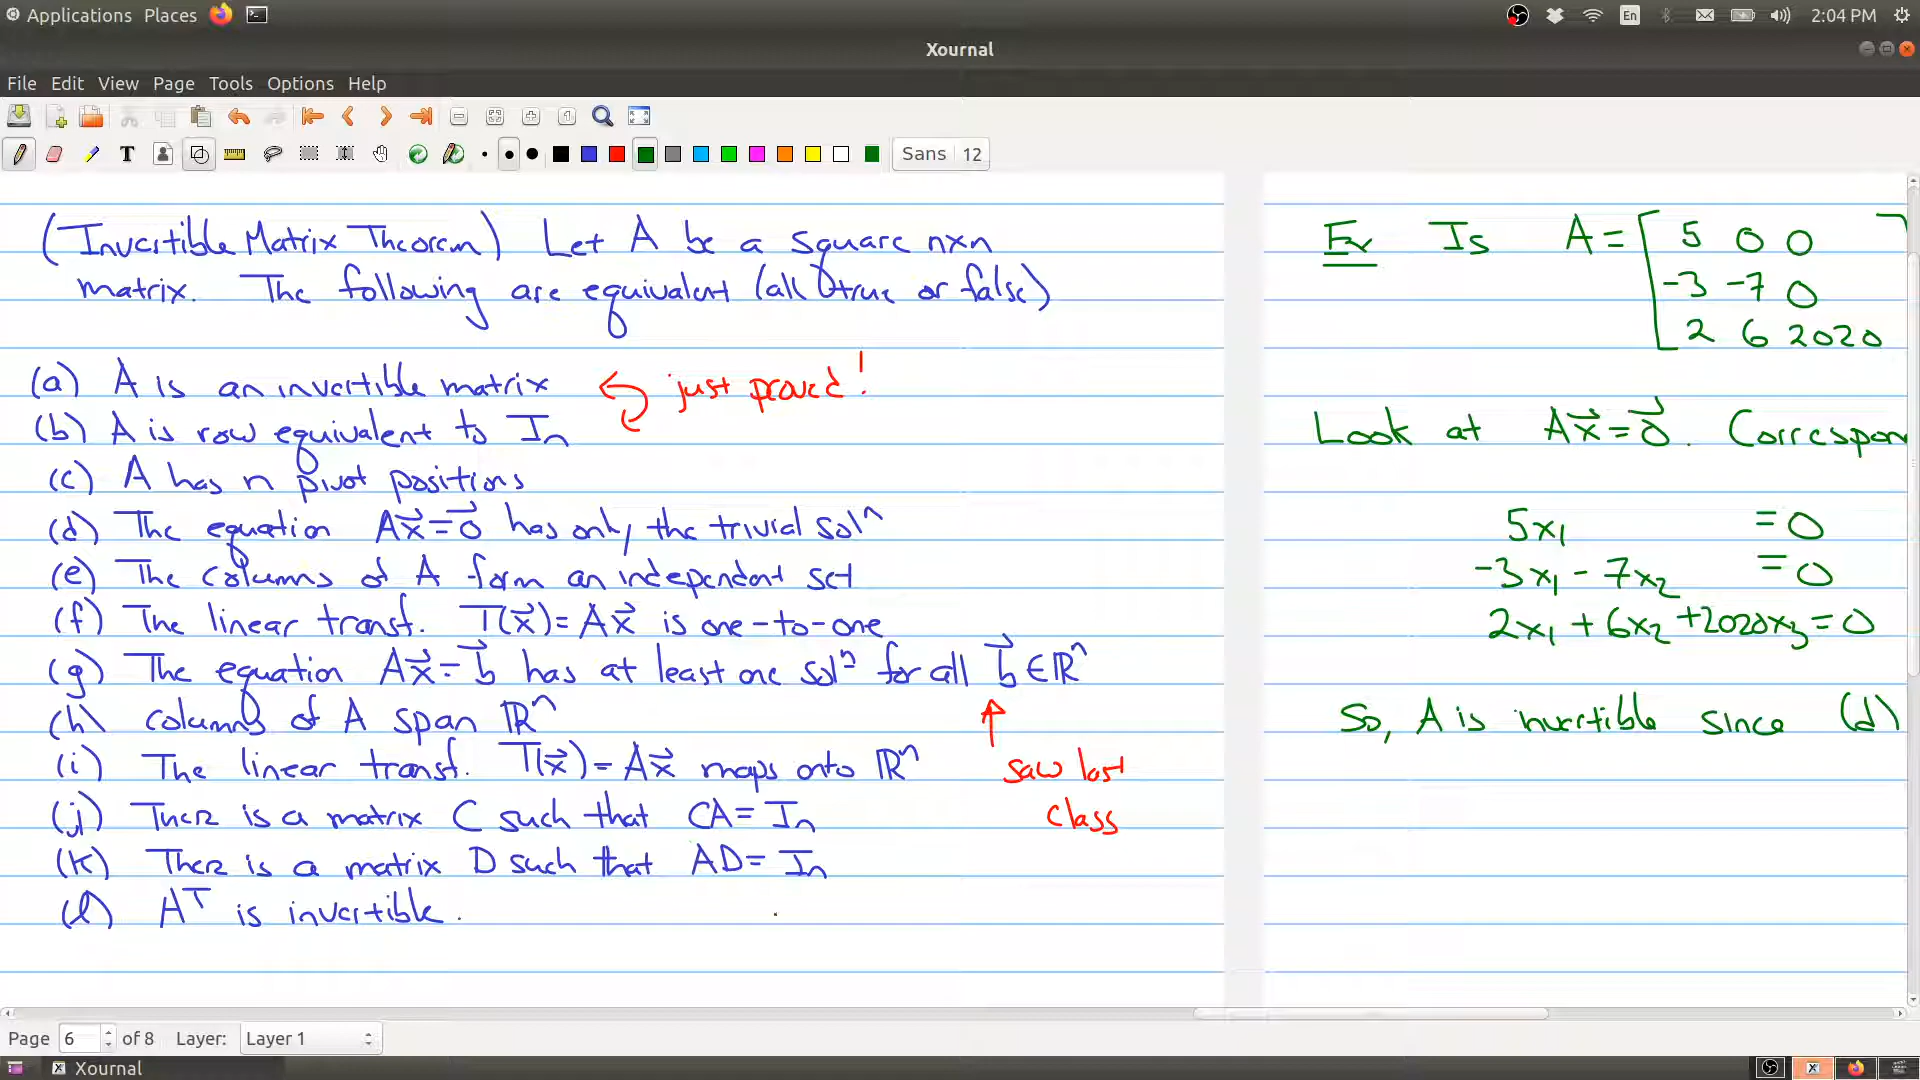 Applications Places En 2:04 PM
Xournal
File Edit View Page Tools Options Help
Sans 12
(Invertible Matrix Theorem) Let A be a square n×n
matrix. The following are equivalent (all true or false)
(a) A is an invertible matrix
just proved!
(b) A is row equivalent to Iₙ
(c) A has n pivot positions
(d) The equation Ax⃗=0⃗ has only the trivial solⁿ
(e) The columns of A form an independent set
(f) The linear transf. T(x⃗)=Ax⃗ is one-to-one
(g) The equation Ax⃗=b⃗ has at least one solⁿ for all b⃗∈ℝⁿ
(h) columns of A span ℝⁿ
(i) The linear transf. T(x⃗)=Ax⃗ maps onto ℝⁿ
saw last
class
(j) There is a matrix C such that CA=Iₙ
(k) There is a matrix D such that AD=Iₙ
(l) Aᵀ is invertible.
Ex Is A=[5 0 0
-3 -7 0
2 6 2020
Look at Ax⃗=0⃗. Correspon
5x₁ =0
-3x₁ - 7x₂ =0
2x₁ + 6x₂ +2020x₃=0
So, A is invertible since (d)
Page 6 of 8 Layer: Layer 1
Xournal